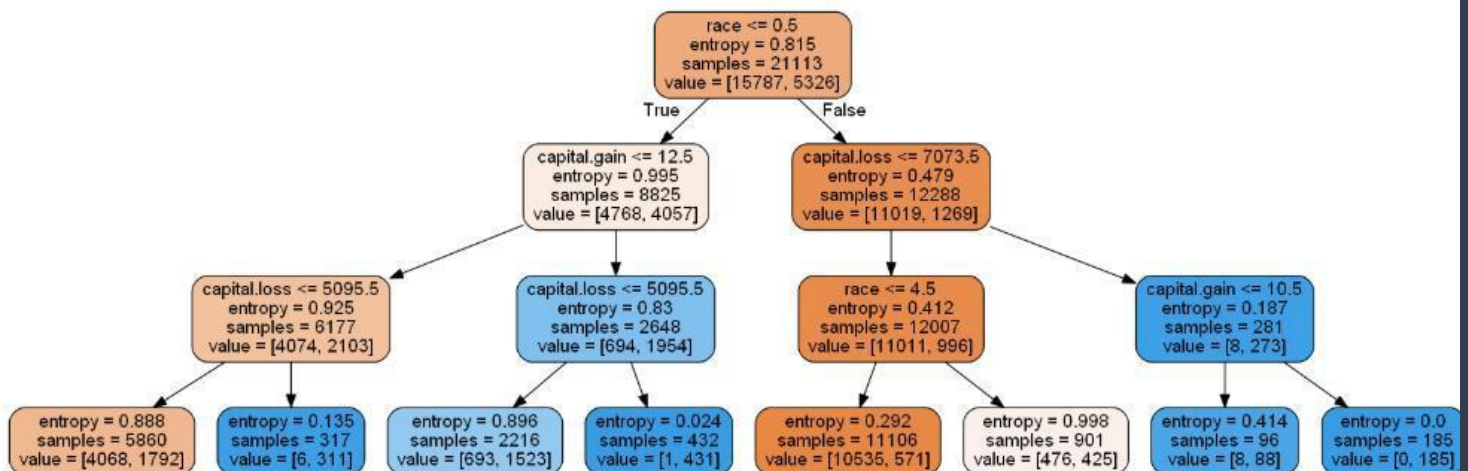 race <= 0.5
entropy = 0.815
samples = 21113
value = [15787, 5326]
True
False
capital.gain <= 12.5
entropy = 0.995
samples = 8825
value = [4768, 4057]
capital.loss <= 7073.5
entropy = 0.479
samples = 12288
value = [11019, 1269]
capital.loss <= 5095.5
entropy = 0.925
samples = 6177
value = [4074, 2103]
capital.loss <= 5095.5
entropy = 0.83
samples = 2648
value = [694, 1954]
race <= 4.5
entropy = 0.412
samples = 12007
value = [11011, 996]
capital.gain <= 10.5
entropy = 0.187
samples = 281
value = [8, 273]
entropy = 0.888
samples = 5860
value = [4068, 1792]
entropy = 0.135
samples = 317
value = [6, 311]
entropy = 0.896
samples = 2216
value = [693, 1523]
entropy = 0.024
samples = 432
value = [1, 431]
entropy = 0.292
samples = 11106
value = [10535, 571]
entropy = 0.998
samples = 901
value = [476, 425]
entropy = 0.414
samples = 96
value = [8, 88]
entropy = 0.0
samples = 185
value = [0, 185]